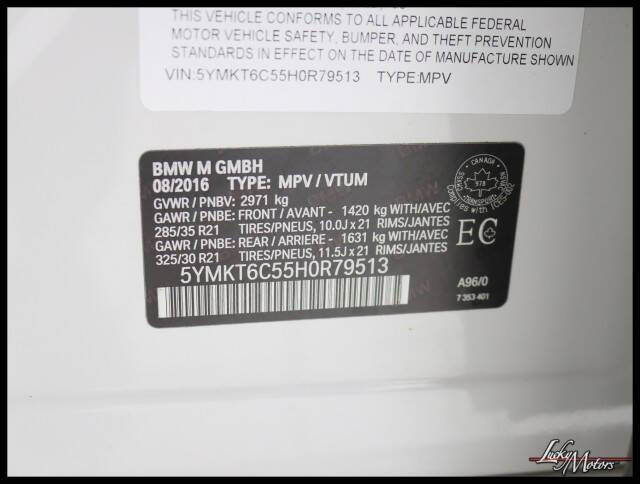 THIS VEHICLE CONFORMS TO ALL APPLICABLE FEDERAL
MOTOR VEHICLE SAFETY, BUMPER, AND THEFT PREVENTION
STANDARDS IN EFFECT ON THE DATE OF MANUFACTURE SHOWN
VIN:5YMKT6C55H0R79513 TYPE:MPV
BMW M GMBH
08/2016 TYPE: MPV / VTUM
GVWR / PNBV: 2971 kg
GAWR / PNBE: FRONT / AVANT - 1420 kg WITH/AVEC
285/35 R21 TIRES/PNEUS, 10.0J x 21 RIMS/JANTES
GAWR / PNBE: REAR / ARRIERE - 1631 kg WITH/AVEC
325/30 R21 TIRES/PNEUS, 11.5J x 21 RIMS/JANTES
5YMKT6C55H0R79513
CANADA
978
TRANSPORT
EC
A96/0
7 353 401
Lucky
Motors